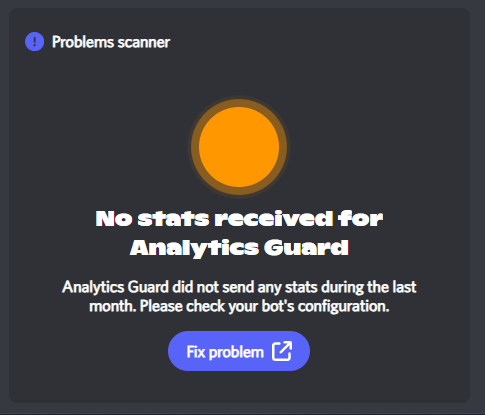 Problems scanner
No stats received for
Analytics Guard
Analytics Guard did not send any stats during the last
month. Please check your bot's configuration.
Fix problem